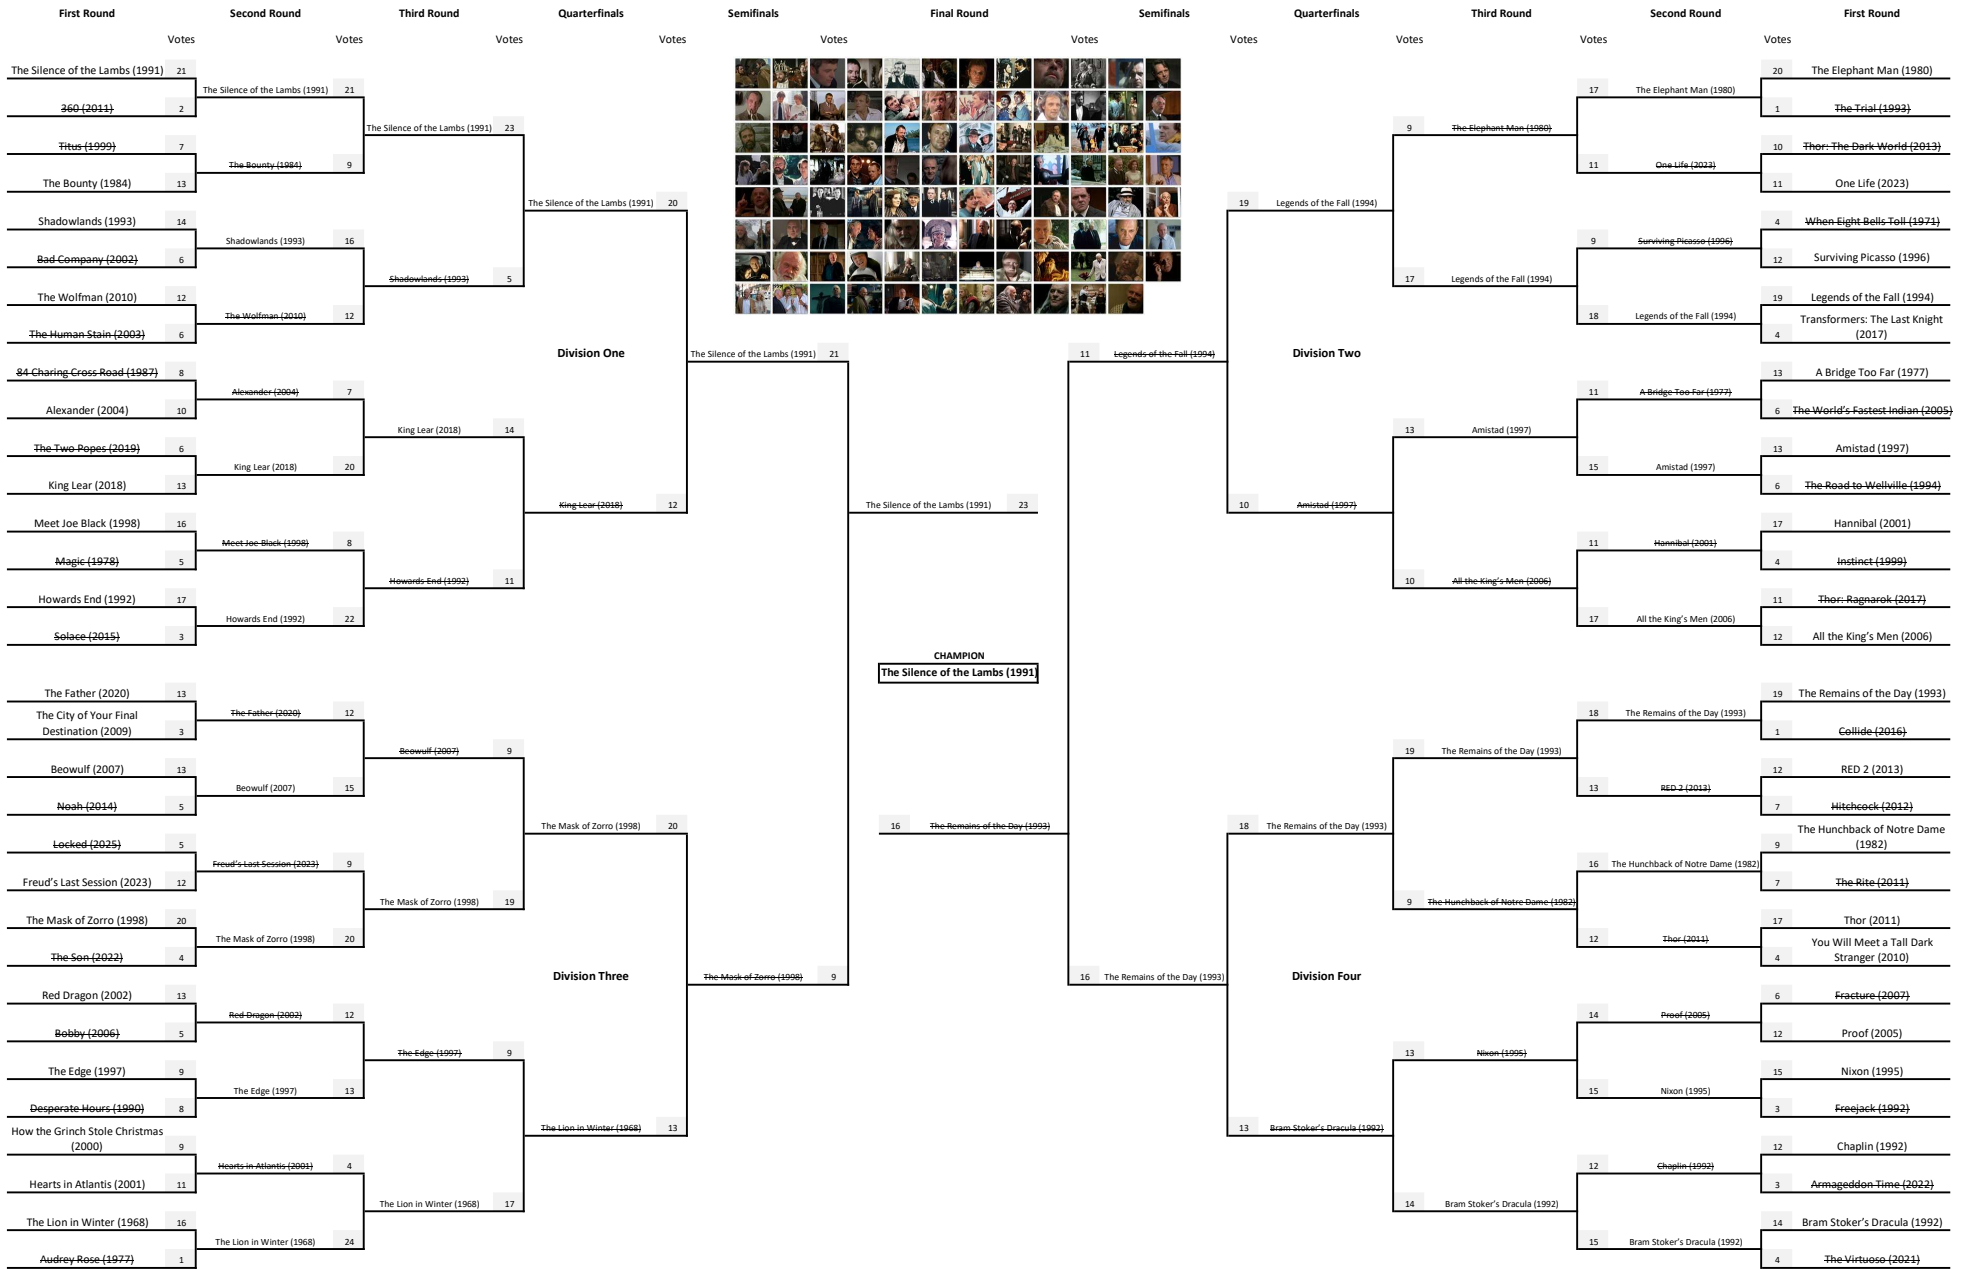 First Round
Second Round
Third Round
Quarterfinals
Semifinals
Final Round
Semifinals
Quarterfinals
Third Round
Second Round
First Round
Votes
Votes
Votes
Votes
Votes
Votes
Votes
Votes
Votes
Votes
The Silence of the Lambs (1991) 21
360 (2011) 2
Titus (1999) 7
The Bounty (1984) 13
Shadowlands (1993) 14
Bad Company (2002) 6
The Wolfman (2010) 12
The Human Stain (2003) 6
84 Charing Cross Road (1987) 8
Alexander (2004) 10
The Two Popes (2019) 6
King Lear (2018) 13
Meet Joe Black (1998) 16
Magic (1978) 5
Howards End (1992) 17
Solace (2015) 3
The Silence of the Lambs (1991) 21
The Bounty (1984) 9
Shadowlands (1993) 16
The Wolfman (2010) 12
Alexander (2004) 7
King Lear (2018) 20
Meet Joe Black (1998) 8
Howards End (1992) 22
The Silence of the Lambs (1991) 23
Shadowlands (1993) 5
King Lear (2018) 14
Howards End (1992) 11
The Silence of the Lambs (1991) 20
King Lear (2018) 12
Division One
The Silence of the Lambs (1991) 21
The Father (2020) 13
The City of Your Final
Destination (2009) 3
Beowulf (2007) 13
Noah (2014) 5
Locked (2025) 5
Freud's Last Session (2023) 12
The Mask of Zorro (1998) 20
The Son (2022) 4
Red Dragon (2002) 13
Bobby (2006) 5
The Edge (1997) 9
Desperate Hours (1990) 8
How the Grinch Stole Christmas
(2000) 9
Hearts in Atlantis (2001) 11
The Lion in Winter (1968) 16
Audrey Rose (1977) 1
The Father (2020) 12
Beowulf (2007) 15
Freud's Last Session (2023) 9
The Mask of Zorro (1998) 20
Red Dragon (2002) 12
The Edge (1997) 13
Hearts in Atlantis (2001) 4
The Lion in Winter (1968) 24
Beowulf (2007) 9
The Mask of Zorro (1998) 19
The Edge (1997) 9
The Lion in Winter (1968) 17
The Mask of Zorro (1998) 20
The Lion in Winter (1968) 13
Division Three
The Mask of Zorro (1998) 9
The Silence of the Lambs (1991) 23
CHAMPION
The Silence of the Lambs (1991)
16 The Remains of the Day (1993)
11 Legends of the Fall (1994)
Division Two
19 Legends of the Fall (1994)
10 Amistad (1997)
9 The Elephant Man (1980)
17 Legends of the Fall (1994)
13 Amistad (1997)
10 All the King's Men (2006)
17 The Elephant Man (1980)
11 One Life (2023)
9 Surviving Picasso (1996)
18 Legends of the Fall (1994)
11 A Bridge Too Far (1977)
15 Amistad (1997)
11 Hannibal (2001)
17 All the King's Men (2006)
20 The Elephant Man (1980)
1 The Trial (1993)
10 Thor: The Dark World (2013)
11 One Life (2023)
4 When Eight Bells Toll (1971)
12 Surviving Picasso (1996)
19 Legends of the Fall (1994)
4 Transformers: The Last Knight
(2017)
13 A Bridge Too Far (1977)
6 The World's Fastest Indian (2005)
13 Amistad (1997)
6 The Road to Wellville (1994)
17 Hannibal (2001)
4 Instinct (1999)
11 Thor: Ragnarok (2017)
12 All the King's Men (2006)
16 The Remains of the Day (1993)
Division Four
18 The Remains of the Day (1993)
13 Bram Stoker's Dracula (1992)
19 The Remains of the Day (1993)
9 The Hunchback of Notre Dame (1982)
13 Nixon (1995)
14 Bram Stoker's Dracula (1992)
18 The Remains of the Day (1993)
13 RED 2 (2013)
16 The Hunchback of Notre Dame (1982)
12 Thor (2011)
14 Proof (2005)
15 Nixon (1995)
12 Chaplin (1992)
15 Bram Stoker's Dracula (1992)
19 The Remains of the Day (1993)
1 Collide (2016)
12 RED 2 (2013)
7 Hitchcock (2012)
The Hunchback of Notre Dame
9 (1982)
7 The Rite (2011)
17 Thor (2011)
You Will Meet a Tall Dark
4 Stranger (2010)
6 Fracture (2007)
12 Proof (2005)
15 Nixon (1995)
3 Freejack (1992)
12 Chaplin (1992)
3 Armageddon Time (2022)
14 Bram Stoker's Dracula (1992)
4 The Virtuoso (2021)